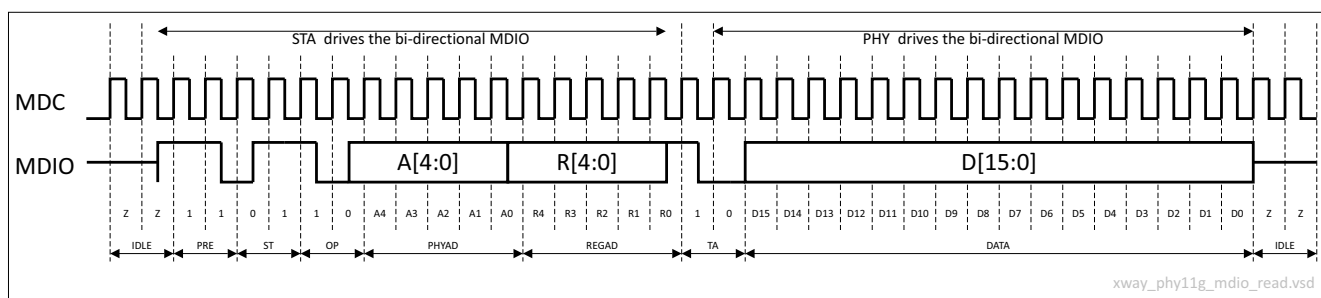 STA drives the bi-directional MDIO PHY drives the bi-directional MDIO
MDC
MDIO A[4:0] R[4:0] D[15:0]
Z Z 1 1 0 1 1 0 A4 A3 A2 A1 A0 R4 R3 R2 R1 R0 1 0 D15 D14 D13 D12 D11 D10 D9 D8 D7 D6 D5 D4 D3 D2 D1 D0 Z Z
IDLE PRE ST OP PHYAD REGAD TA DATA IDLE
xway_phy11g_mdio_read.vsd